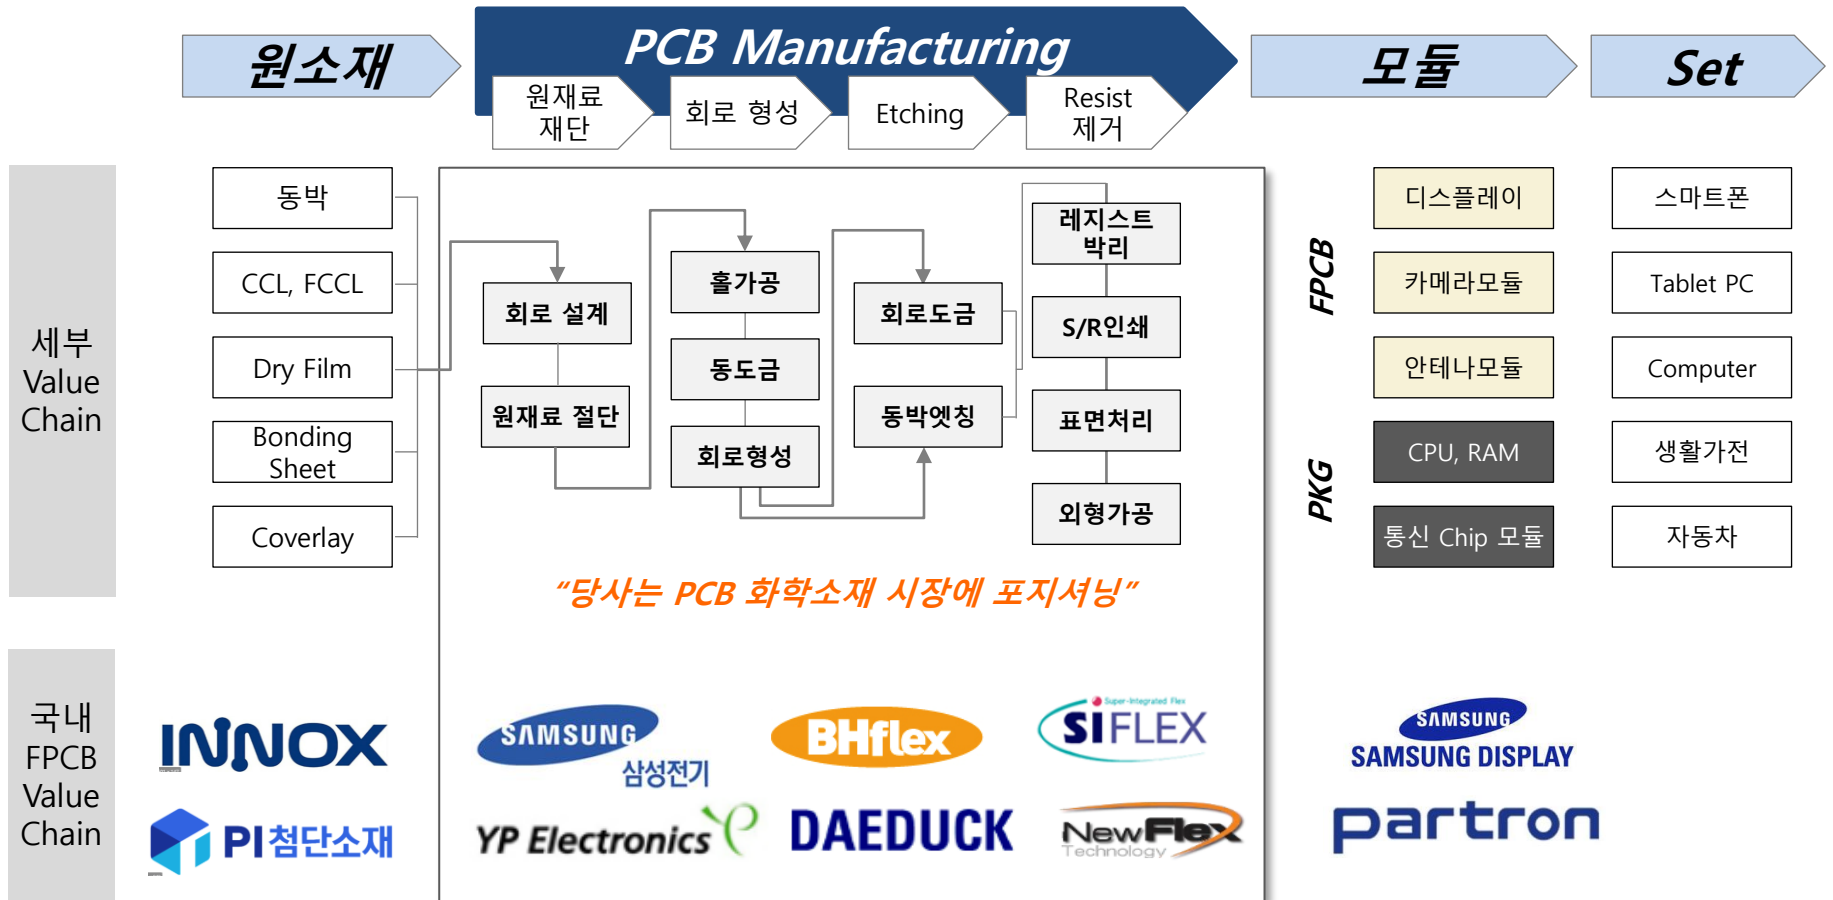 원소재
PCB Manufacturing
모듈
Set
원재료
재단
회로 형성
Etching
Resist
제거
세부
Value
Chain
동박
CCL, FCCL
Dry Film
Bonding
Sheet
Coverlay
회로 설계
원재료 절단
홀가공
동도금
회로형성
회로도금
동박엣칭
레지스트
박리
S/R인쇄
표면처리
외형가공
"당사는 PCB 화학소재 시장에 포지셔닝"
FPCB
디스플레이
카메라모듈
안테나모듈
PKG
CPU, RAM
통신 Chip 모듈
스마트폰
Tablet PC
Computer
생활가전
자동차
국내
FPCB
Value
Chain
INNOX
PI첨단소재
SAMSUNG
삼성전기
BHflex
Super-Integrated Flex
SIFLEX
YP Electronics
DAEDUCK
NewFlex
Technology
SAMSUNG
SAMSUNG DISPLAY
partron